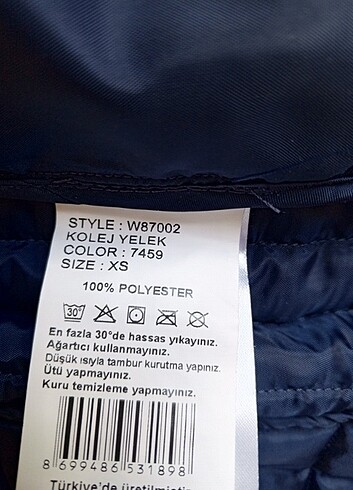 STYLE : W87002
KOLEJ YELEK
COLOR : 7459
SIZE : XS
100% POLYESTER
30°
En fazla 30°de hassas yıkayınız.
Ağartıcı kullanmayınız.
Düşük ısıyla tambur kurutma yapınız.
Ütü yapmayınız.
Kuru temizleme yapmayınız.
8 699486 531898
Türkiye'de üretilmiştir